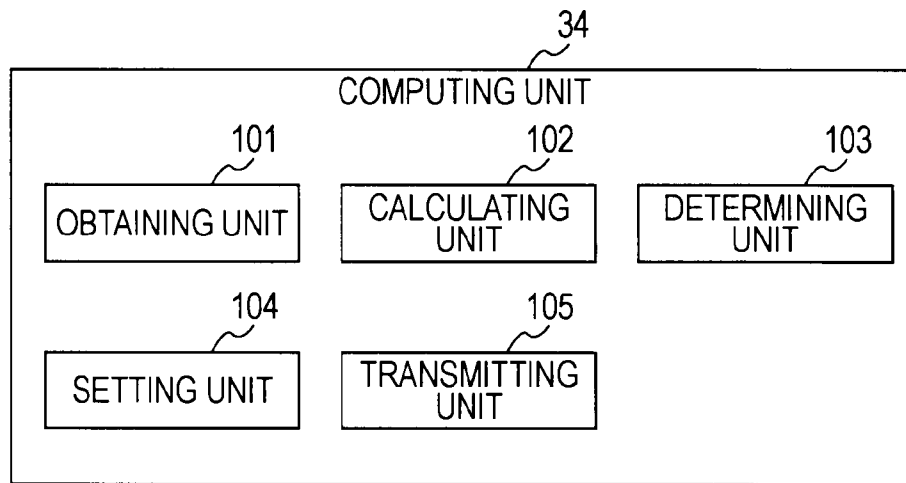 34
COMPUTING UNIT
101
OBTAINING UNIT
102
CALCULATING
UNIT
103
DETERMINING
UNIT
104
SETTING UNIT
105
TRANSMITTING
UNIT